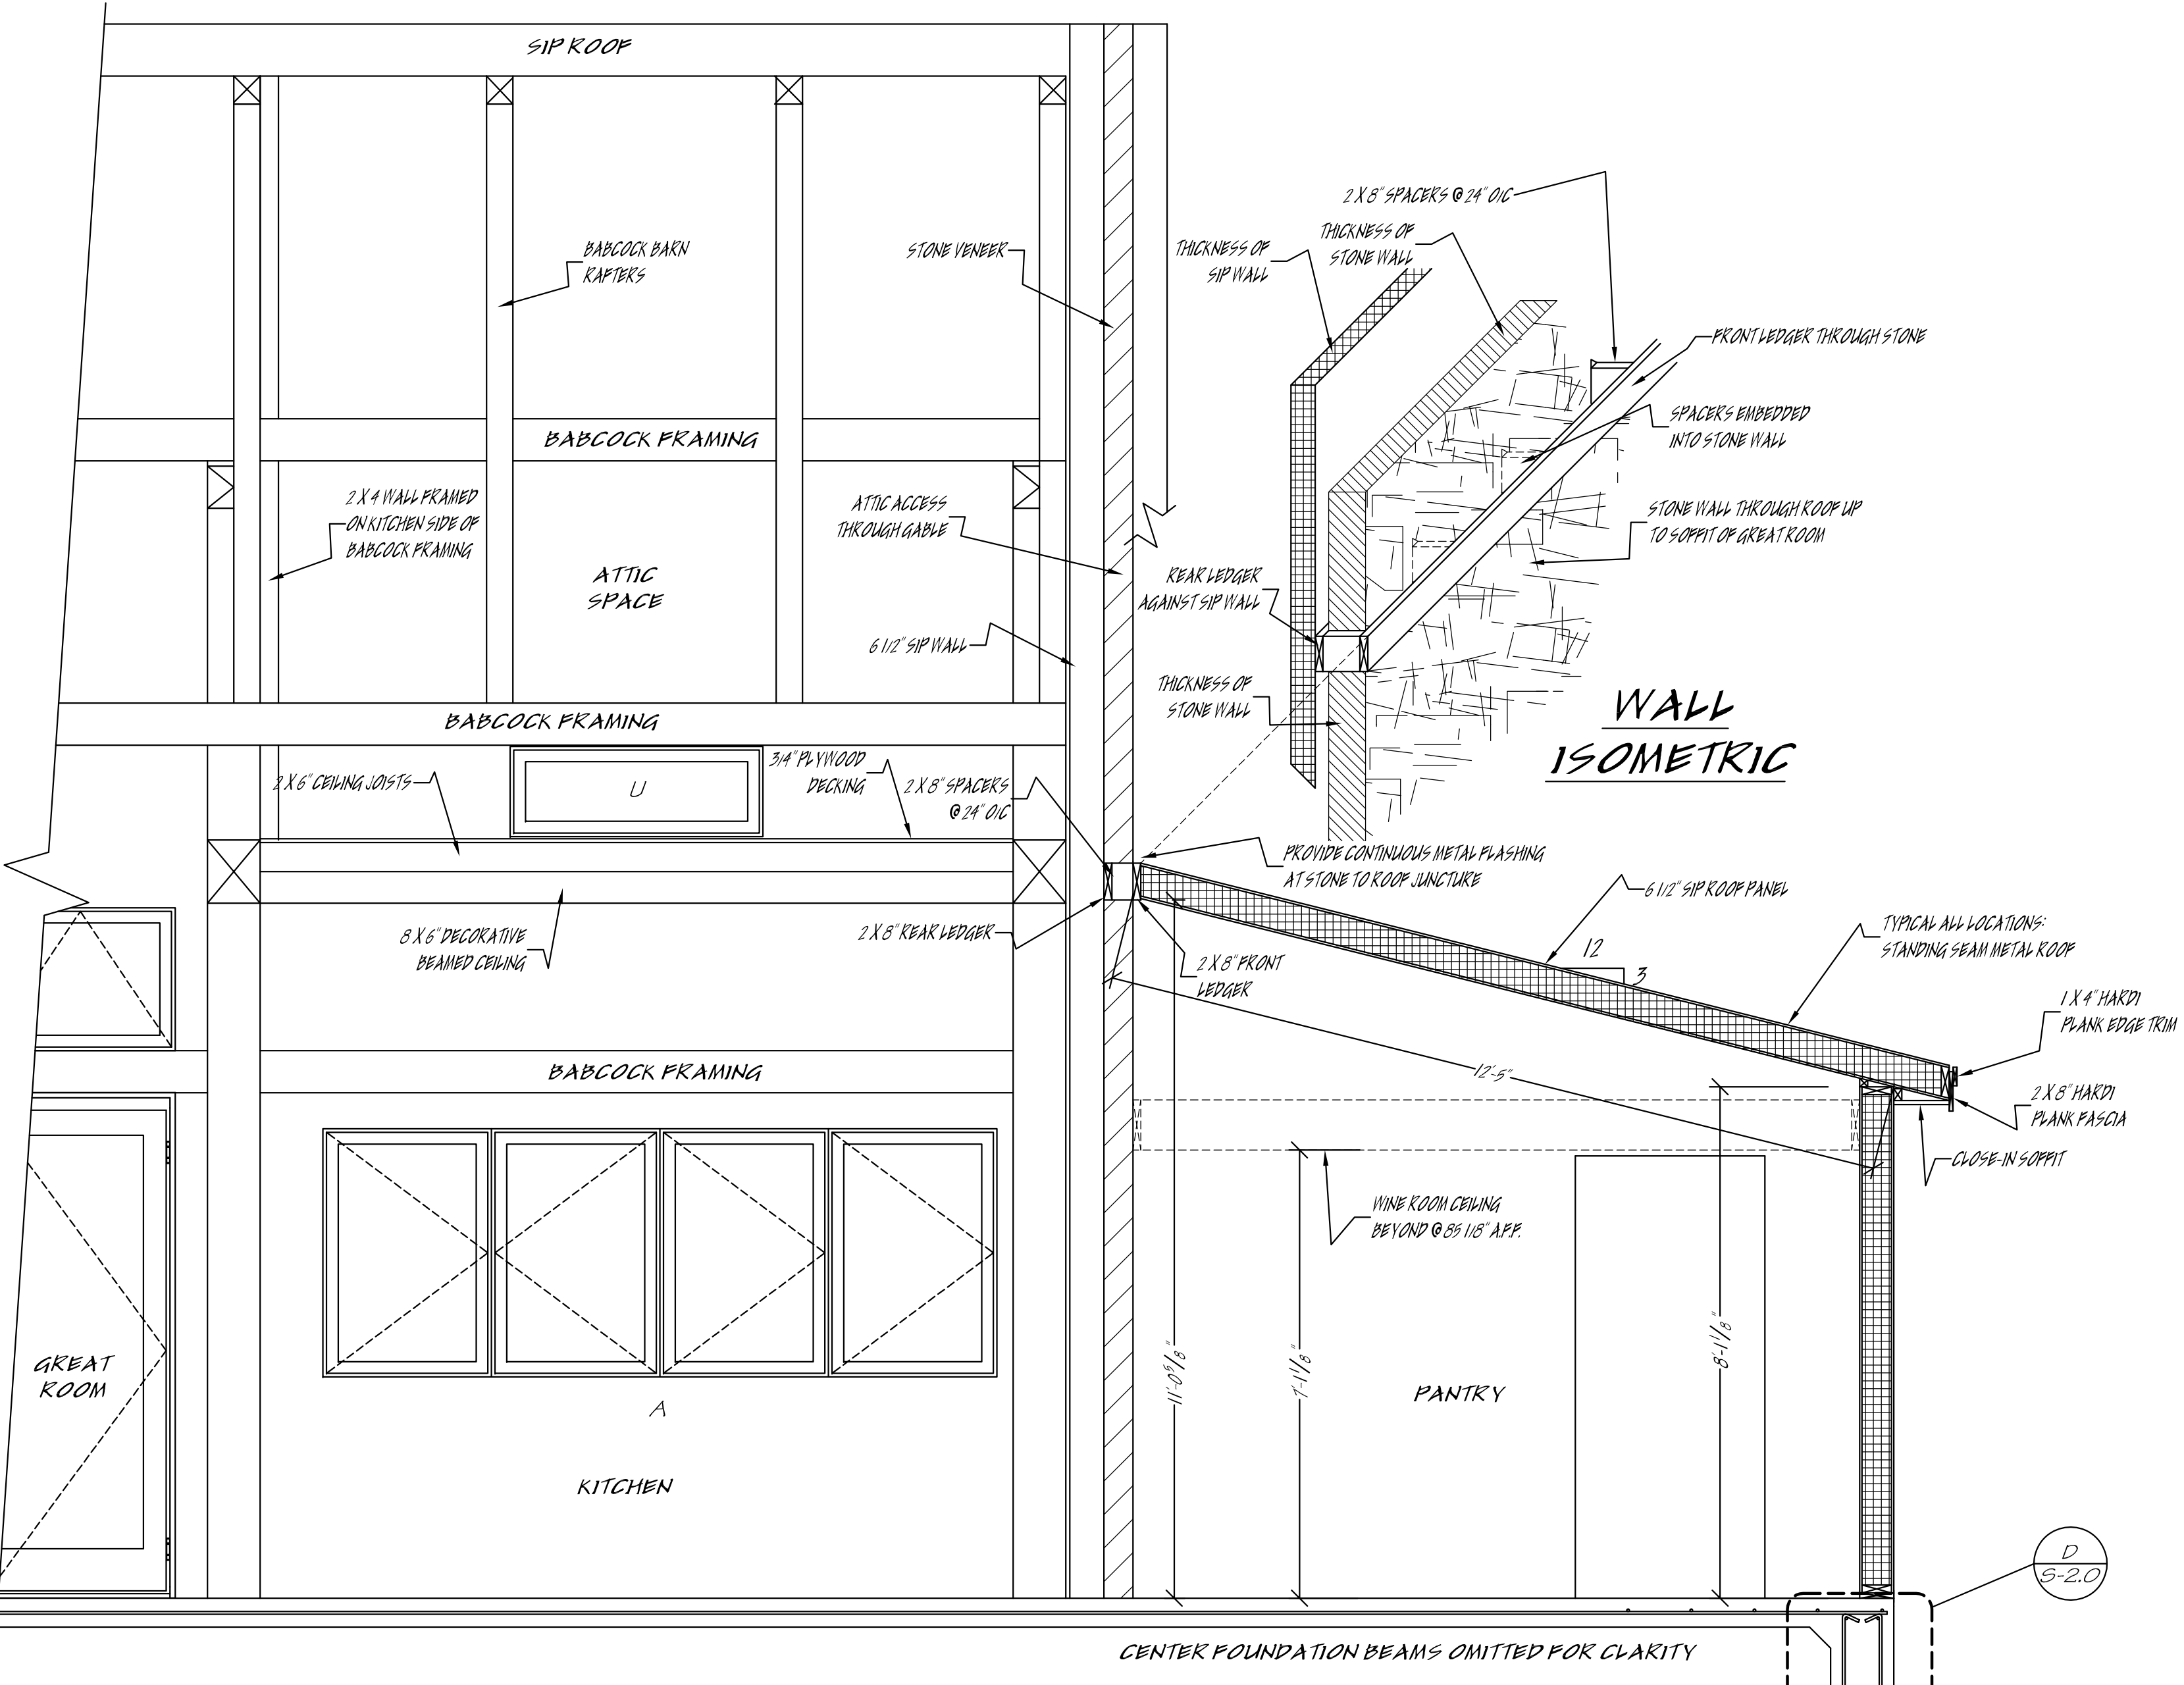 SIP ROOF
BABCOCK BARN
RAFTERS
STONE VENEER
2 X 8" SPACERS @ 24" O/C
THICKNESS OF
SIP WALL
THICKNESS OF
STONE WALL
FRONT LEDGER THROUGH STONE
SPACERS EMBEDDED
INTO STONE WALL
BABCOCK FRAMING
2 X 4 WALL FRAMED
ON KITCHEN SIDE OF
BABCOCK FRAMING
ATTIC ACCESS
THROUGH GABLE
STONE WALL THROUGH ROOF UP
TO SOFFIT OF GREAT ROOM
ATTIC
SPACE
REAR LEDGER
AGAINST SIP WALL
6 1/2" SIP WALL
THICKNESS OF
STONE WALL
WALL
ISOMETRIC
BABCOCK FRAMING
2 X 6" CEILING JOISTS
U
3/4" PLYWOOD
DECKING
2 X 8" SPACERS
@ 24" O/C
PROVIDE CONTINUOUS METAL FLASHING
AT STONE TO ROOF JUNCTURE
6 1/2" SIP ROOF PANEL
8 X 6" DECORATIVE
BEAMED CEILING
2 X 8" REAR LEDGER
2 X 8" FRONT
LEDGER
12
3
TYPICAL ALL LOCATIONS:
STANDING SEAM METAL ROOF
1 X 4" HARDI
PLANK EDGE TRIM
BABCOCK FRAMING
12'-5"
2 X 8" HARDI
PLANK FASCIA
CLOSE-IN SOFFIT
WINE ROOM CEILING
BEYOND @ 85 1/8" A.F.F.
11'-0 5/8"
7'-1 1/8"
8'-1 1/8"
GREAT
ROOM
A
PANTRY
KITCHEN
D
S-2.0
CENTER FOUNDATION BEAMS OMITTED FOR CLARITY